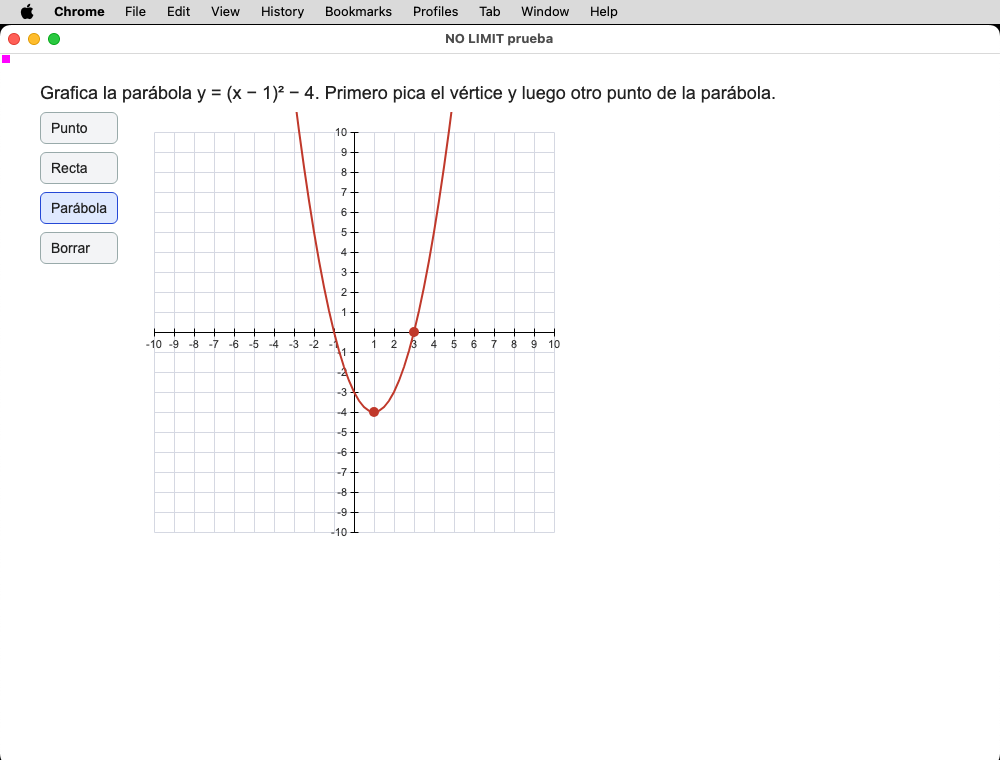 Chrome File Edit View History Bookmarks Profiles Tab Window Help
NO LIMIT prueba
Grafica la parábola y = (x − 1)² − 4. Primero pica el vértice y luego otro punto de la parábola.
Punto
Recta
Parábola
Borrar
10
9
8
7
6
5
4
3
2
1
-10 -9 -8 -7 -6 -5 -4 -3 -2 -1 1 2 3 4 5 6 7 8 9 10
-1
-2
-3
-4
-5
-6
-7
-8
-9
-10